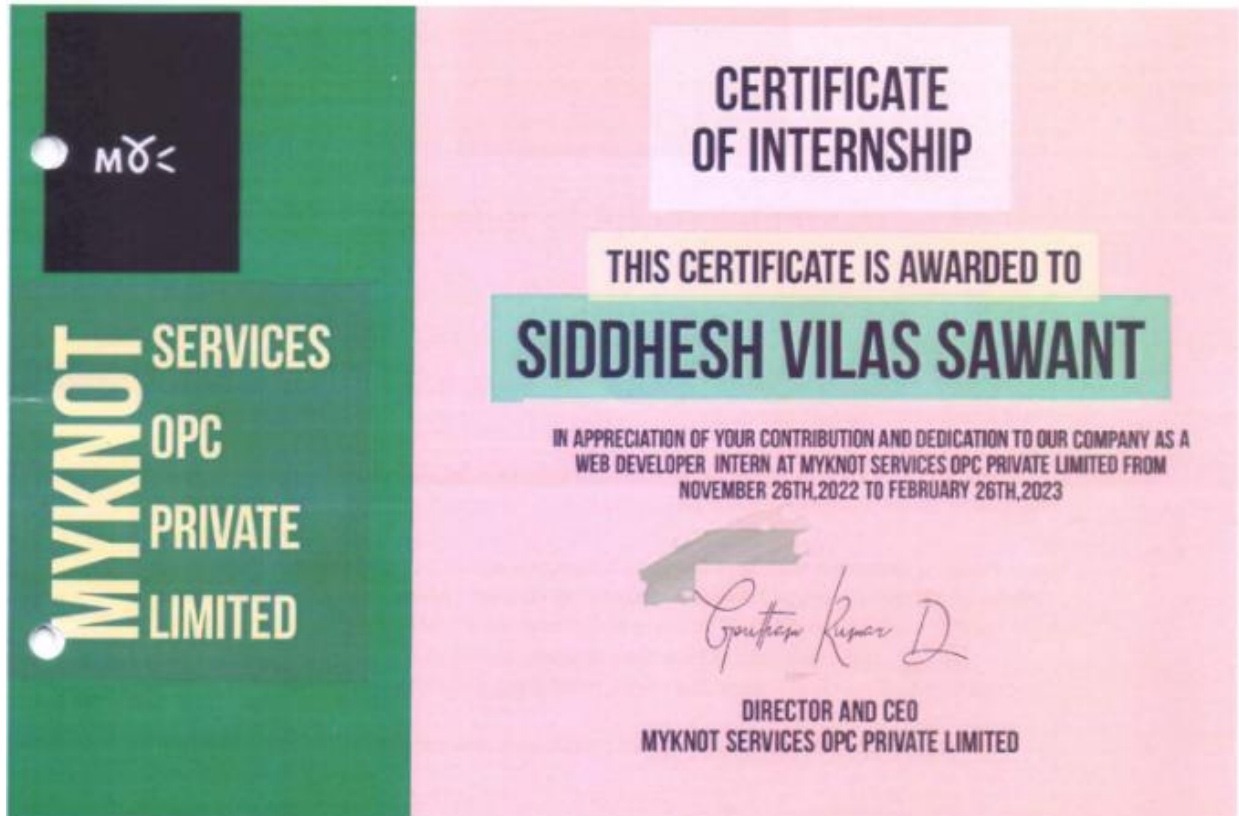 MYKNOT
SERVICES
OPC
PRIVATE
LIMITED
CERTIFICATE
OF INTERNSHIP
THIS CERTIFICATE IS AWARDED TO
SIDDHESH VILAS SAWANT
IN APPRECIATION OF YOUR CONTRIBUTION AND DEDICATION TO OUR COMPANY AS A
WEB DEVELOPER INTERN AT MYKNOT SERVICES OPC PRIVATE LIMITED FROM
NOVEMBER 26TH,2022 TO FEBRUARY 26TH,2023
Goutham Kumar D
DIRECTOR AND CEO
MYKNOT SERVICES OPC PRIVATE LIMITED